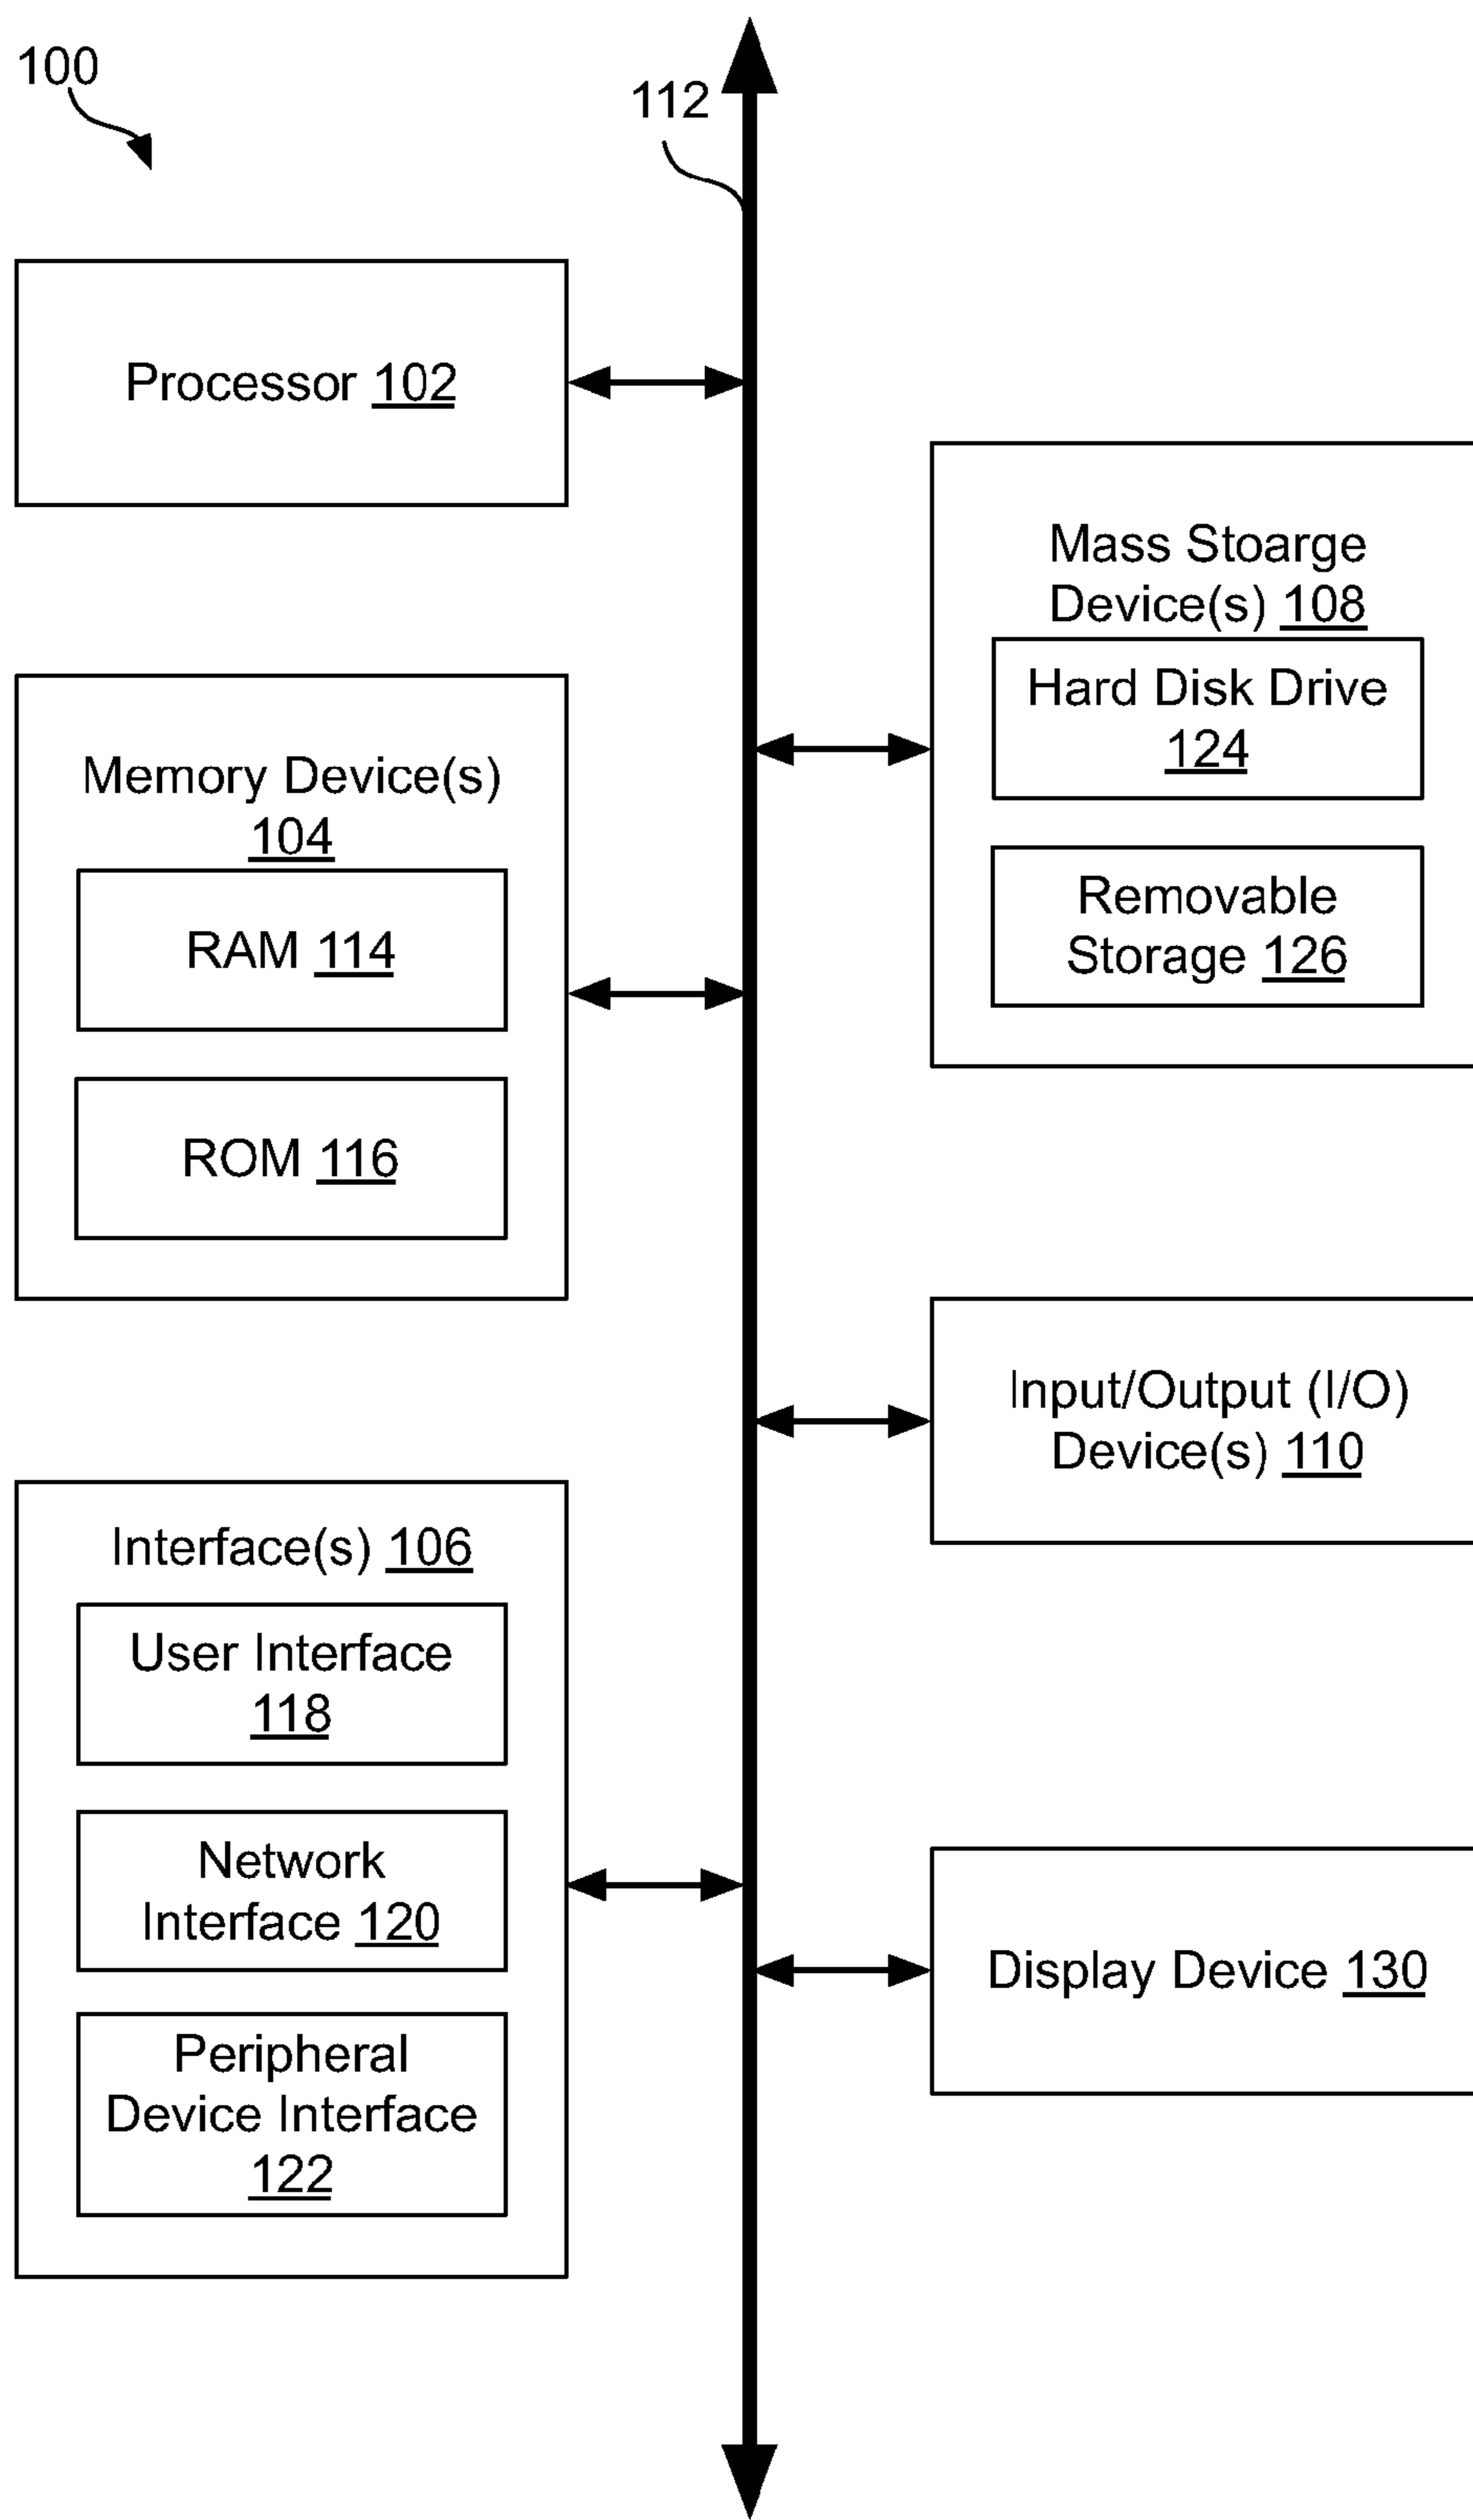 100
112
Processor 102
Memory Device(s)
104
RAM 114
ROM 116
Interface(s) 106
User Interface
118
Network
Interface 120
Peripheral
Device Interface
122
Mass Stoarge
Device(s) 108
Hard Disk Drive
124
Removable
Storage 126
Input/Output (I/O)
Device(s) 110
Display Device 130